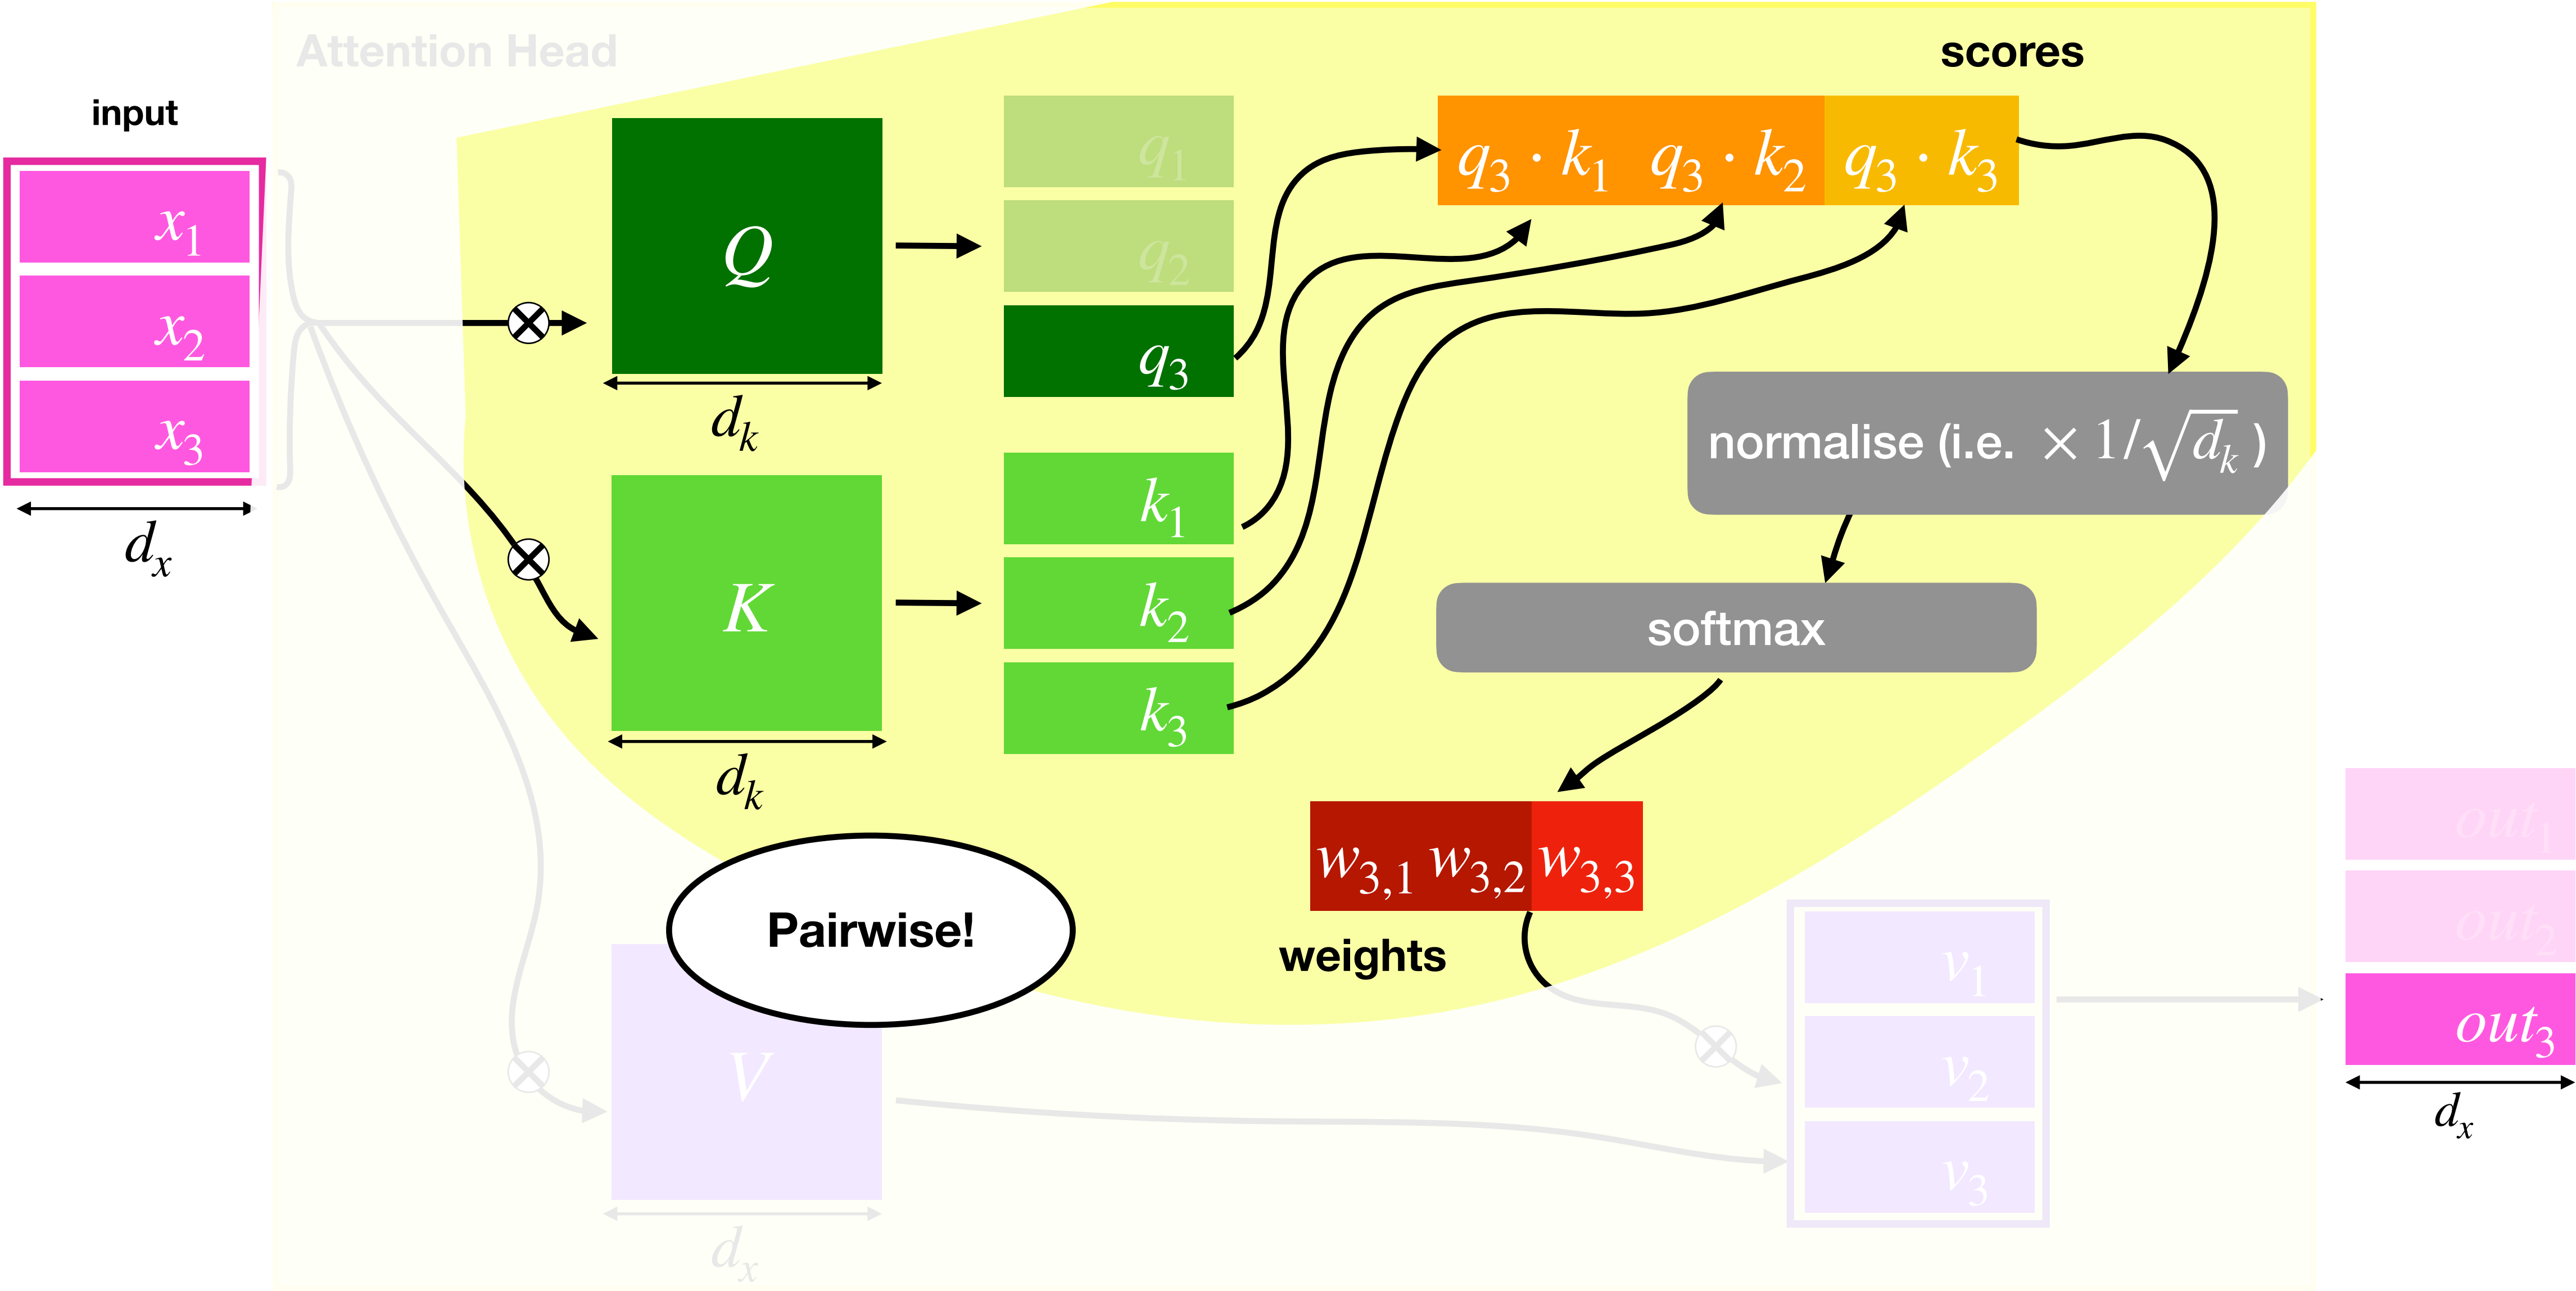 Attention Head
scores
input
x₁
x₂
x₃
dₓ
Q
dₖ
K
dₖ
V
dₓ
q₁
q₂
q₃
k₁
k₂
k₃
q₃ · k₁ q₃ · k₂ q₃ · k₃
normalise (i.e. × 1/√dₖ )
softmax
w₃,₁ w₃,₂ w₃,₃
weights
Pairwise!
v₁
v₂
v₃
out₁
out₂
out₃
dₓ